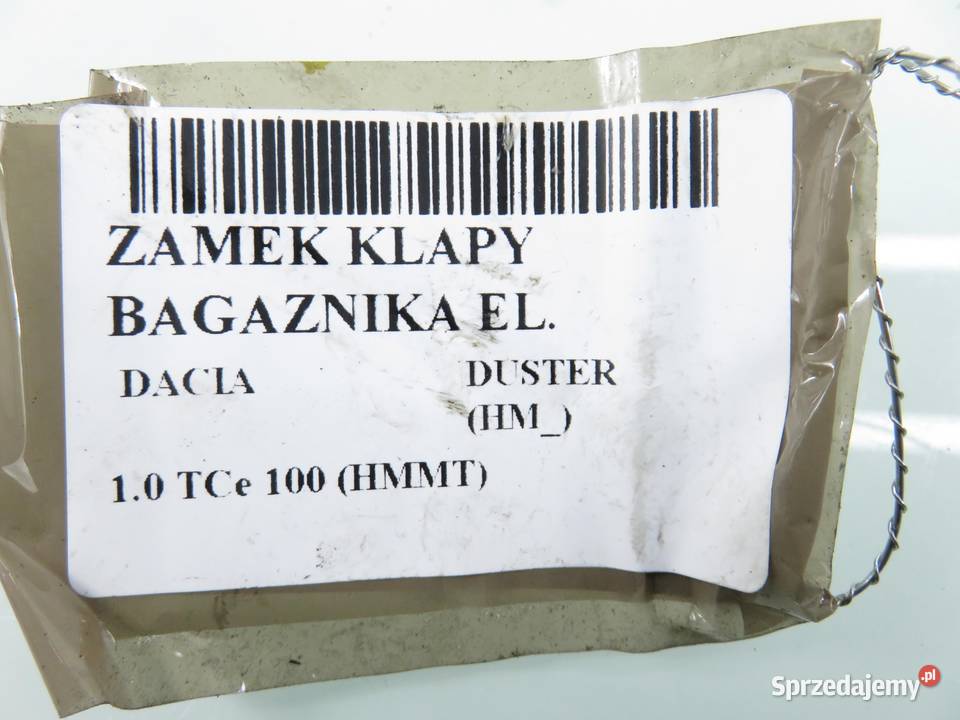 ZAMEK KLAPY
BAGAZNIKA EL.
DACIA DUSTER
(HM_)
1.0 TCe 100 (HMMT)
Sprzedajemy.pl